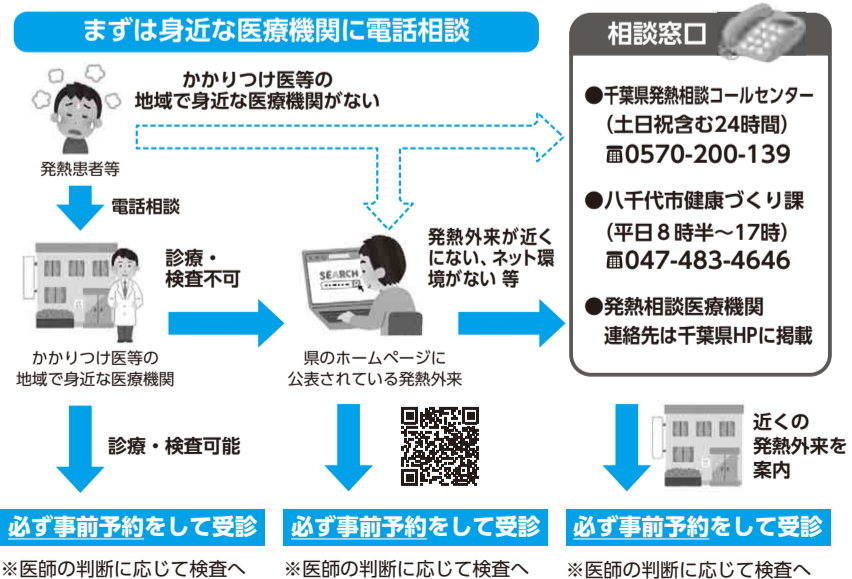 まずは身近な医療機関に電話相談
かかりつけ医等の
地域で身近な医療機関がない
発熱患者等
電話相談
かかりつけ医等の
地域で身近な医療機関
診療・
検査不可
SEARCH
県のホームページに
公表されている発熱外来
発熱外来が近く
にない、ネット環
境がない 等
相談窓口
●千葉県発熱相談コールセンター
（土日祝含む24時間）
☎0570-200-139
●八千代市健康づくり課
（平日８時半～17時）
☎047-483-4646
●発熱相談医療機関
連絡先は千葉県HPに掲載
診療・検査可能
近くの
発熱外来を
案内
必ず事前予約をして受診
※医師の判断に応じて検査へ
必ず事前予約をして受診
※医師の判断に応じて検査へ
必ず事前予約をして受診
※医師の判断に応じて検査へ